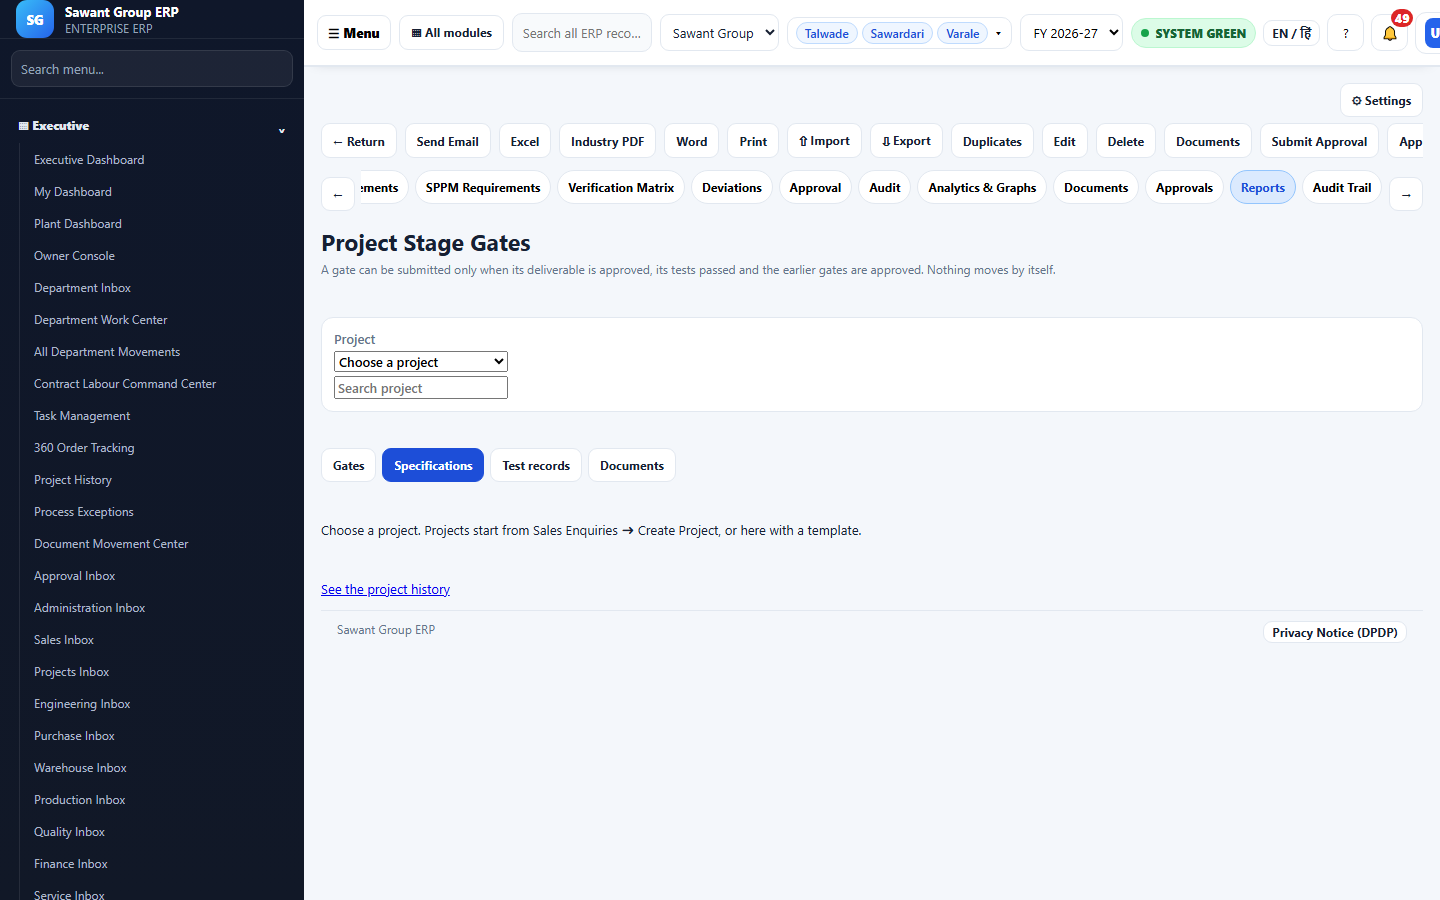 SG
Sawant Group ERP
ENTERPRISE ERP
☰ Menu
▦ All modules
Search all ERP reco...
Sawant Group
Talwade
Sawardari
Varale
FY 2026-27
SYSTEM GREEN
EN / हिं
?
49
U
Search menu...
⚙ Settings
← Return
Send Email
Excel
Industry PDF
Word
Print
⇧ Import
⇩ Export
Duplicates
Edit
Delete
Documents
Submit Approval
App
←
ements
SPPM Requirements
Verification Matrix
Deviations
Approval
Audit
Analytics & Graphs
Documents
Approvals
Reports
Audit Trail
→
▦ Executive
Executive Dashboard
My Dashboard
Plant Dashboard
Owner Console
Department Inbox
Department Work Center
All Department Movements
Contract Labour Command Center
Task Management
360 Order Tracking
Project History
Process Exceptions
Document Movement Center
Approval Inbox
Administration Inbox
Sales Inbox
Projects Inbox
Engineering Inbox
Purchase Inbox
Warehouse Inbox
Production Inbox
Quality Inbox
Finance Inbox
Service Inbox
Project Stage Gates
A gate can be submitted only when its deliverable is approved, its tests passed and the earlier gates are approved. Nothing moves by itself.
Project
Choose a project
Search project
Gates
Specifications
Test records
Documents
Choose a project. Projects start from Sales Enquiries → Create Project, or here with a template.
See the project history
Sawant Group ERP
Privacy Notice (DPDP)